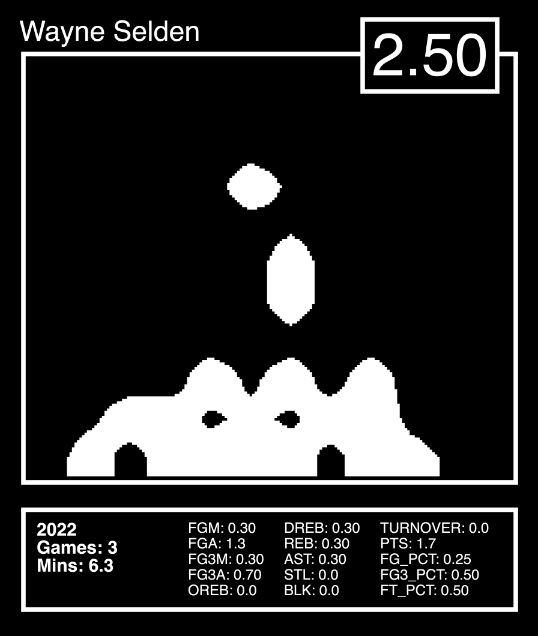 Wayne Selden
2.50
2022
Games: 3
Mins: 6.3
FGM: 0.30
FGA: 1.3
FG3M: 0.30
FG3A: 0.70
OREB: 0.0
DREB: 0.30
REB: 0.30
AST: 0.30
STL: 0.0
BLK: 0.0
TURNOVER: 0.0
PTS: 1.7
FG_PCT: 0.25
FG3_PCT: 0.50
FT_PCT: 0.50